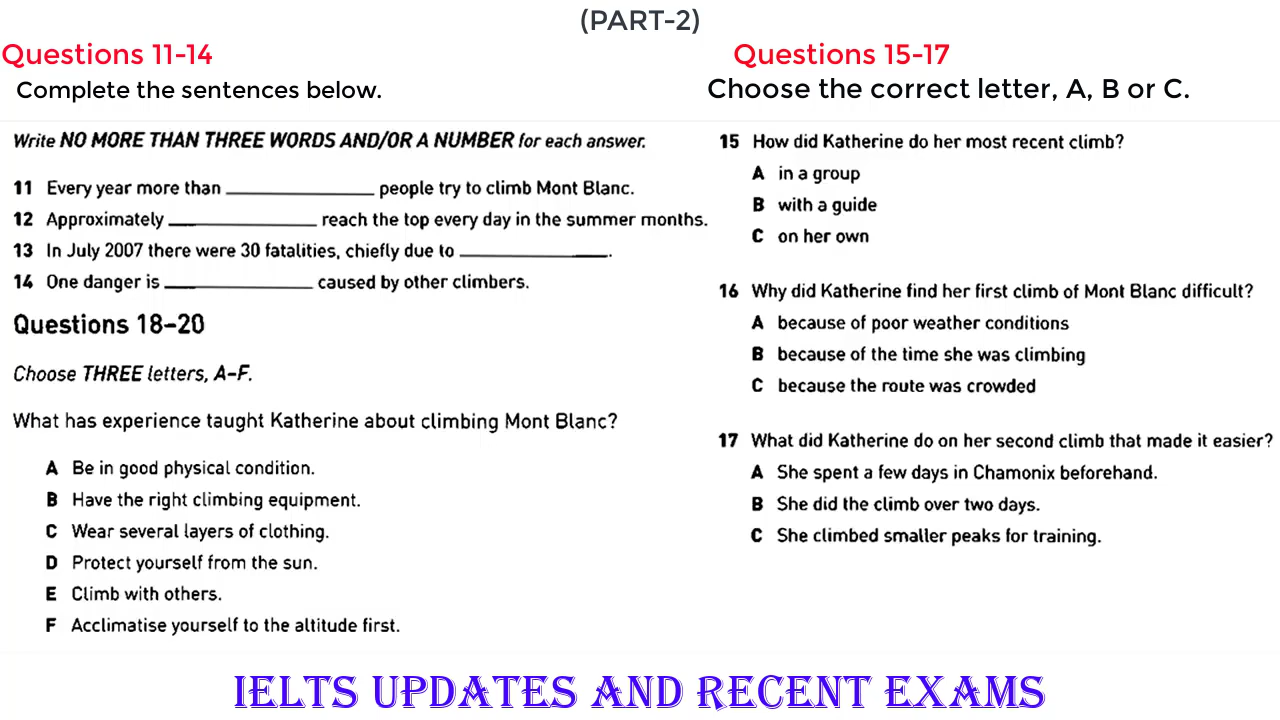 (PART-2)
Questions 11-14
Complete the sentences below.
Write NO MORE THAN THREE WORDS AND/OR A NUMBER for each answer.
11 Every year more than ______________ people try to climb Mont Blanc.
12 Approximately ______________ reach the top every day in the summer months.
13 In July 2007 there were 30 fatalities, chiefly due to ______________.
14 One danger is ______________ caused by other climbers.
Questions 18–20
Choose THREE letters, A–F.
What has experience taught Katherine about climbing Mont Blanc?
A Be in good physical condition.
B Have the right climbing equipment.
C Wear several layers of clothing.
D Protect yourself from the sun.
E Climb with others.
F Acclimatise yourself to the altitude first.
Questions 15-17
Choose the correct letter, A, B or C.
15 How did Katherine do her most recent climb?
A in a group
B with a guide
C on her own
16 Why did Katherine find her first climb of Mont Blanc difficult?
A because of poor weather conditions
B because of the time she was climbing
C because the route was crowded
17 What did Katherine do on her second climb that made it easier?
A She spent a few days in Chamonix beforehand.
B She did the climb over two days.
C She climbed smaller peaks for training.
IELTS UPDATES AND RECENT EXAMS